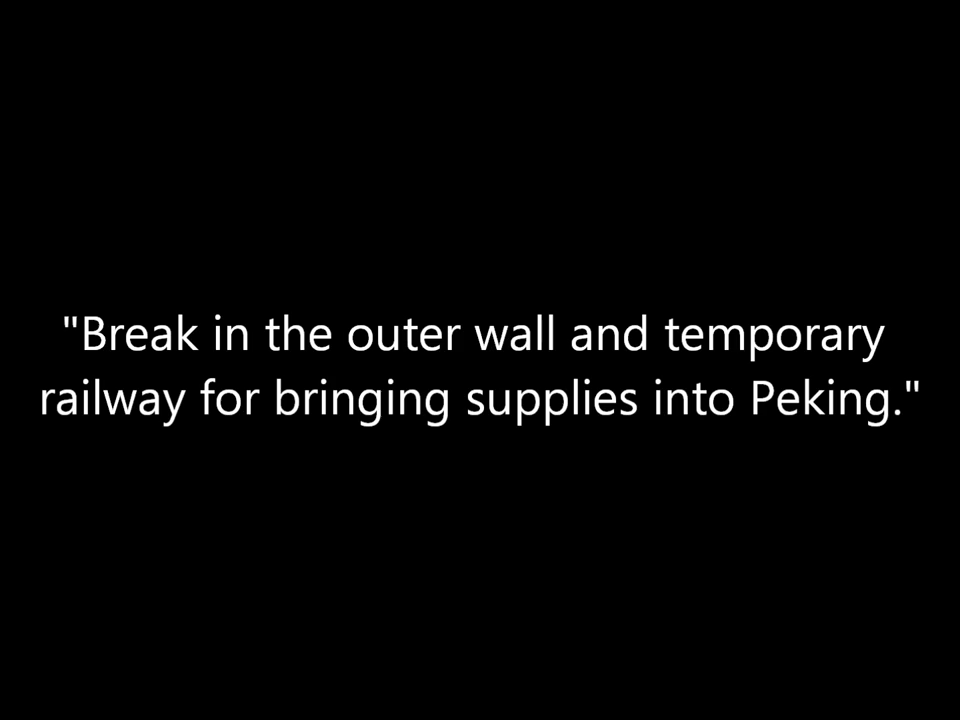 "Break in the outer wall and temporary
railway for bringing supplies into Peking."